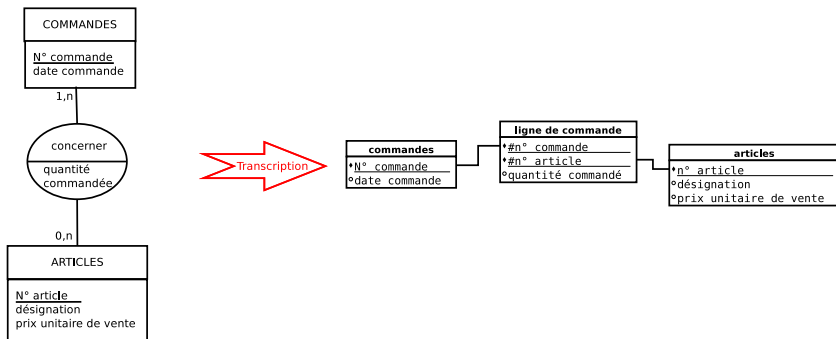 COMMANDES
N° commande
date commande
1,n
concerner
quantité
commandée
0,n
ARTICLES
N° article
désignation
prix unitaire de vente
Transcription
commandes
N° commande
date commande
ligne de commande
#n° commande
#n° article
quantité commandé
articles
n° article
désignation
prix unitaire de vente